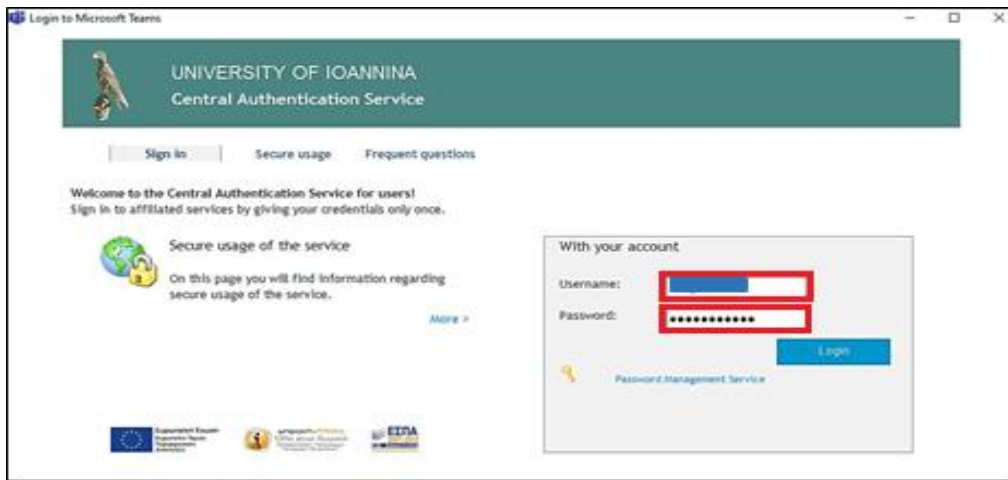 Login to Microsoft Teams
UNIVERSITY OF IOANNINA
Central Authentication Service
Sign in
Secure usage
Frequent questions
Welcome to the Central Authentication Service for users!
Sign in to affiliated services by giving your credentials only once.
Secure usage of the service
On this page you will find information regarding
secure usage of the service.
More >
With your account
Username:
Password:
Login
Password Management Service
Ευρωπαϊκή Ένωση
ΕΣΠΑ